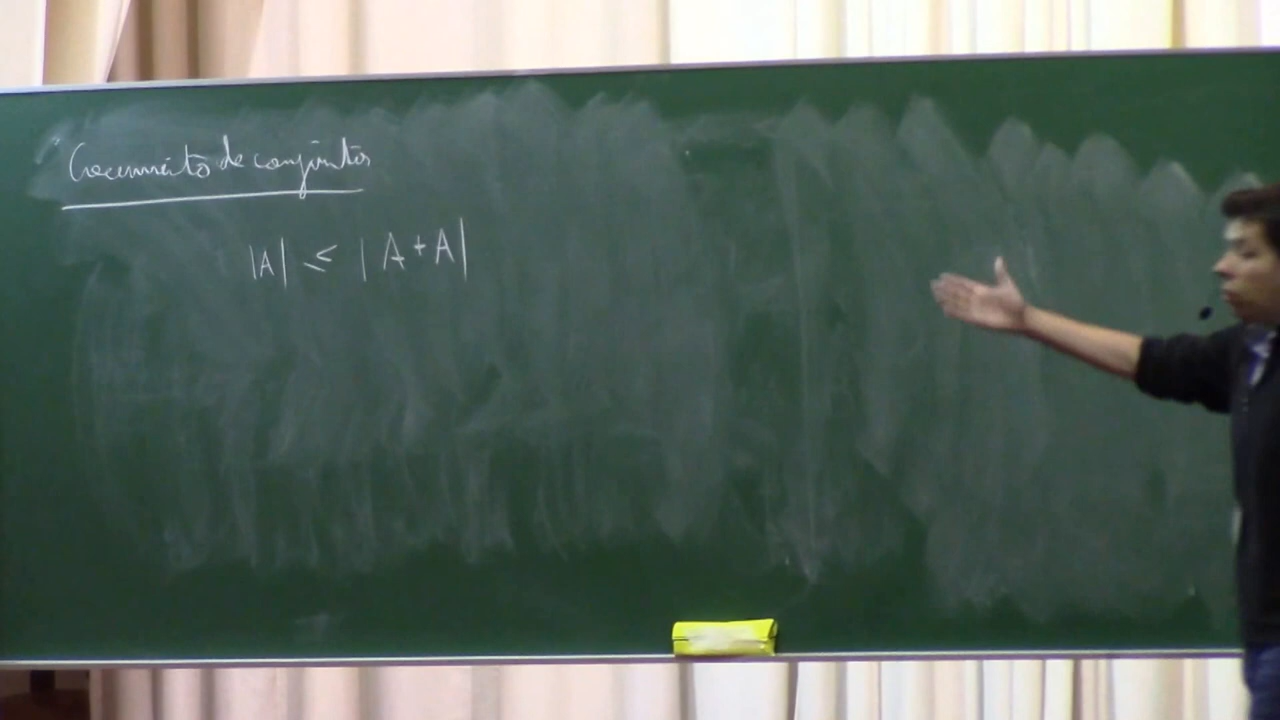 Crecimiento de conjuntos
|A| ≤ |A+A|